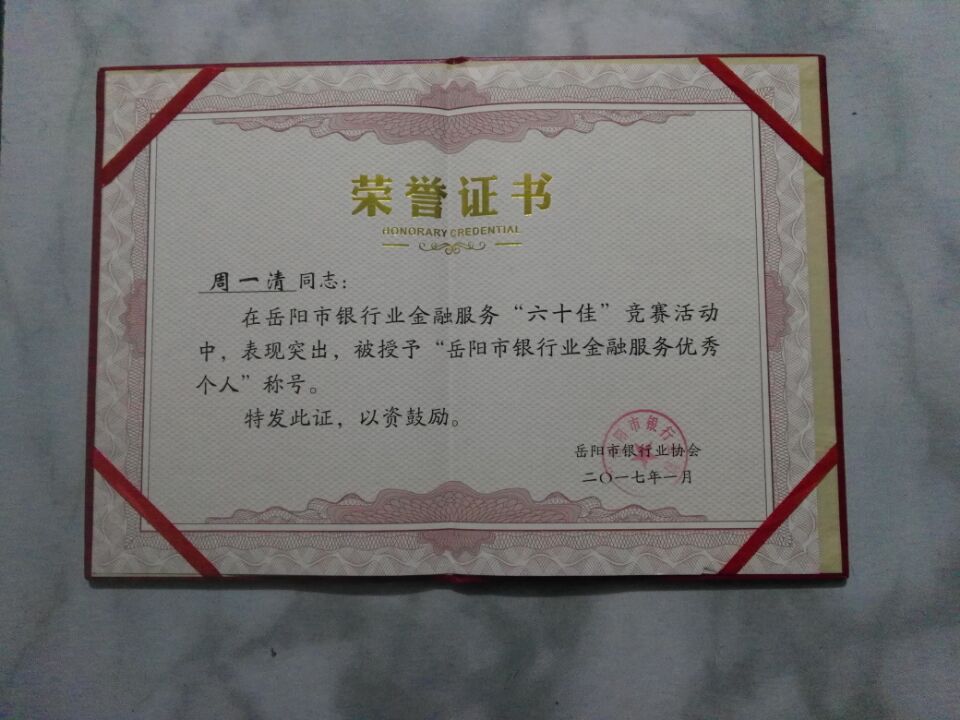 荣誉证书
HONORARY CREDENTIAL
周一清 同志：
在岳阳市银行业金融服务“六十佳”竞赛活动
中，表现突出，被授予“岳阳市银行业金融服务优秀
个人”称号。
特发此证，以资鼓励。
岳阳市银行业协会
二〇一七年一月